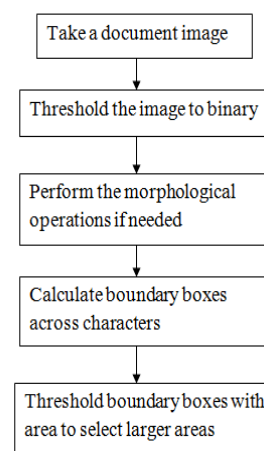 Take a document image
Threshold the image to binary
Perform the morphological
operations if needed
Calculate boundary boxes
across characters
Threshold boundary boxes with
area to select larger areas